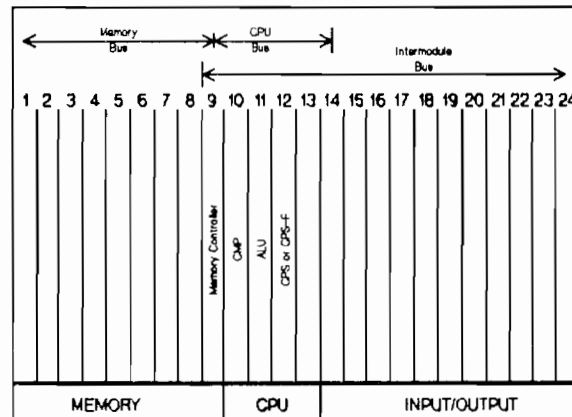 Memory Bus
CPU Bus
Intermodule Bus
1 2 3 4 5 6 7 8 9 10 11 12 13 14 15 16 17 18 19 20 21 22 23 24
Memory Controller
CMP
ALU
CPS or CPS-F
MEMORY CPU INPUT/OUTPUT